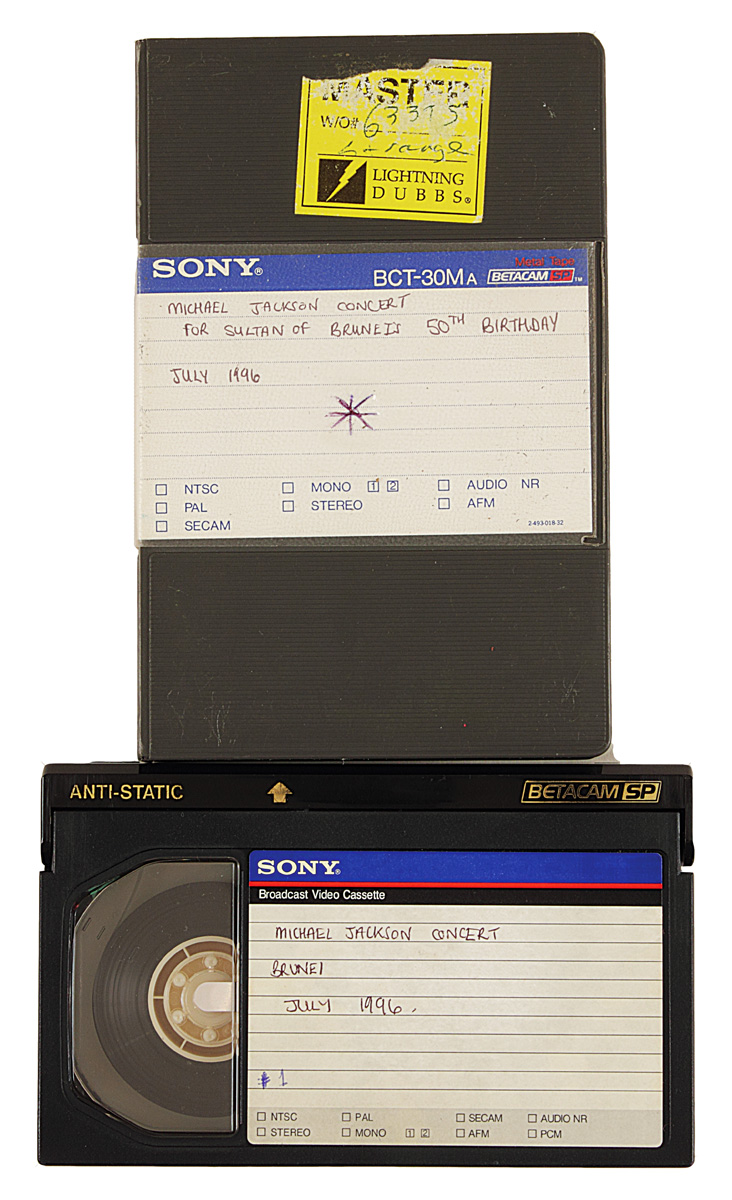 MASTER
W/O# 63375
LIGHTNING
DUBBS®
SONY®
BCT-30MA Metal Tape BETACAM SP™
MICHAEL JACKSON CONCERT
FOR SULTAN OF BRUNEIS 50TH BIRTHDAY
JULY 1996
NTSC MONO 1 2 AUDIO NR
PAL STEREO AFM
SECAM
2-493-018-32
ANTI-STATIC BETACAM SP
SONY®
Broadcast Video Cassette
MICHAEL JACKSON CONCERT
BRUNEI
JULY 1996.
#1
NTSC PAL SECAM AUDIO NR
STEREO MONO 1 2 AFM PCM